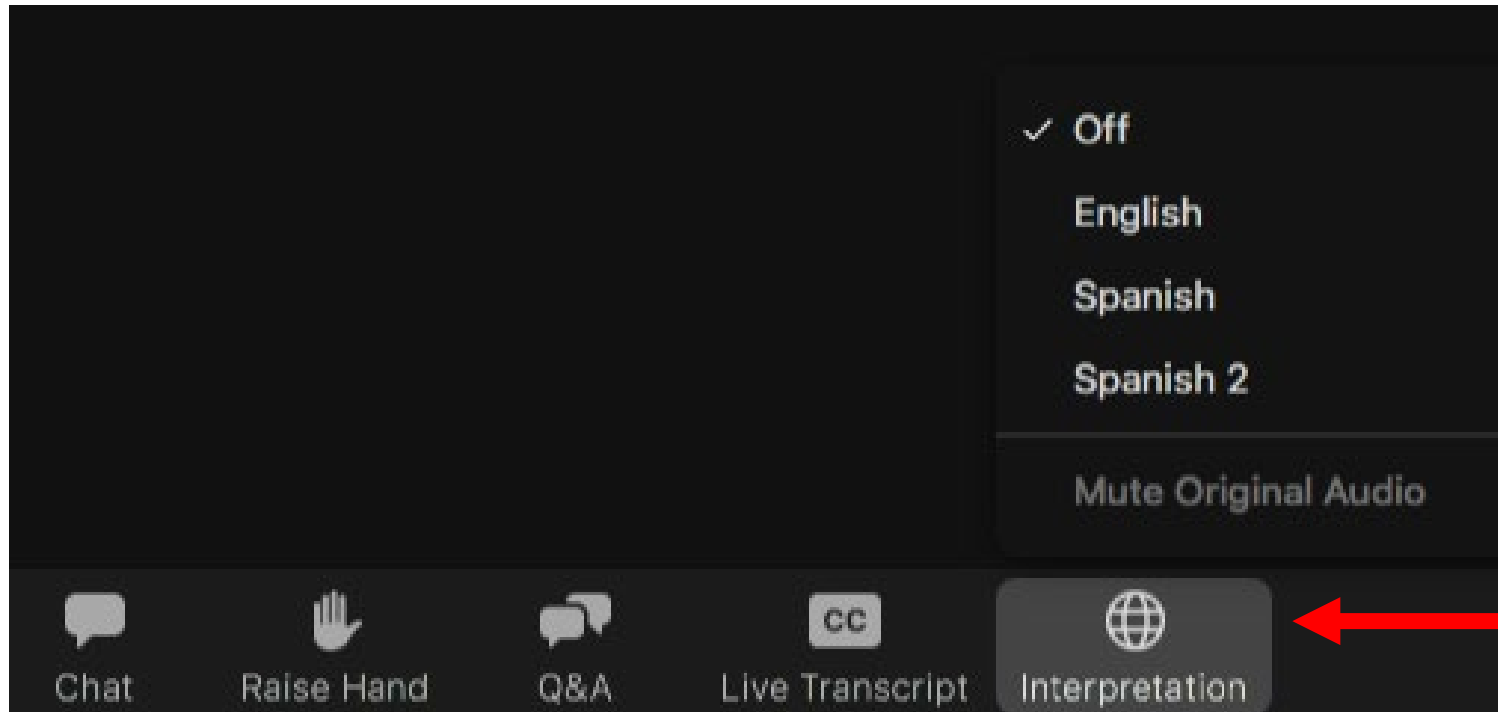 Off
English
Spanish
Spanish 2
Mute Original Audio
CC
Chat Raise Hand Q&A Live Transcript Interpretation